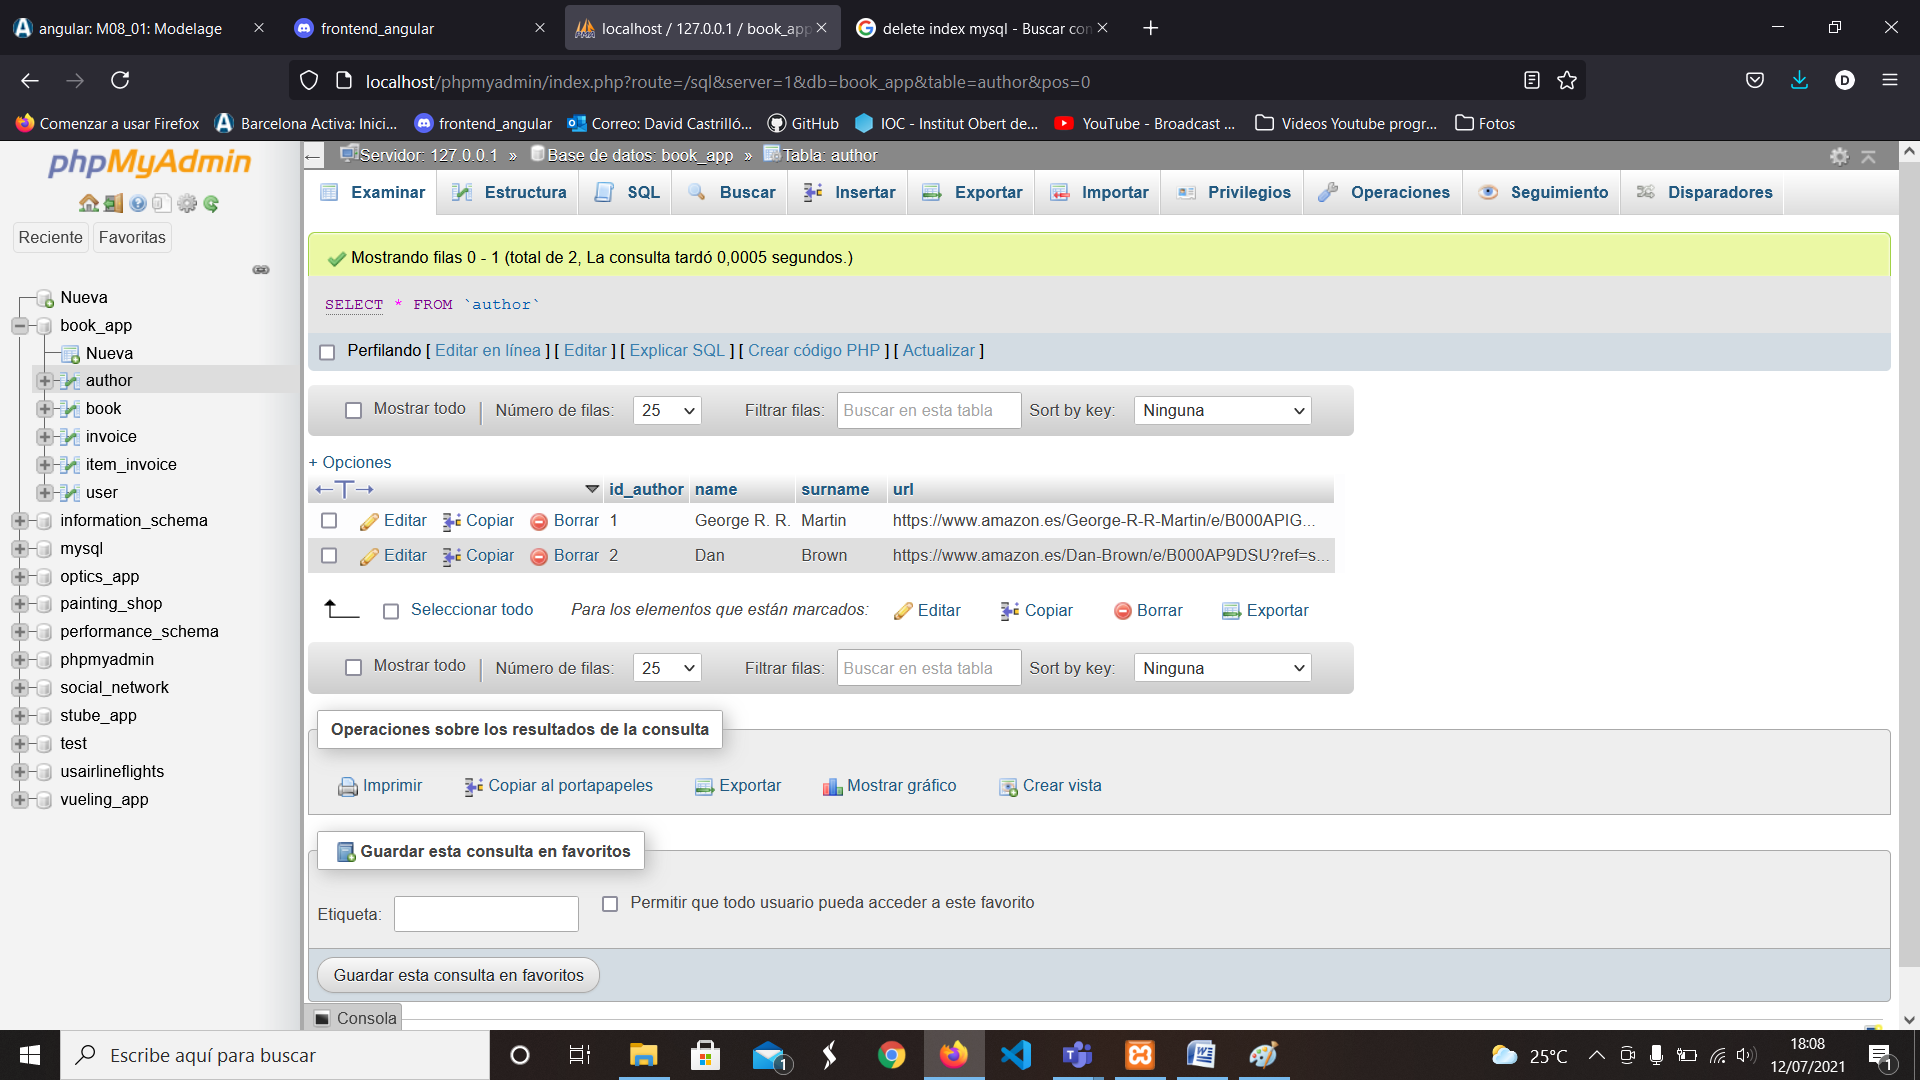 angular: M08_01: Modelage
frontend_angular
localhost / 127.0.0.1 / book_app
delete index mysql - Buscar con
localhost/phpmyadmin/index.php?route=/sql&server=1&db=book_app&table=author&pos=0
D
Comenzar a usar Firefox
Barcelona Activa: Inici...
frontend_angular
Correo: David Castrilló...
GitHub
IOC - Institut Obert de...
YouTube - Broadcast ...
Videos Youtube progr...
Fotos
phpMyAdmin
Reciente
Favoritas
Nueva
book_app
Nueva
author
book
invoice
item_invoice
user
information_schema
mysql
optics_app
painting_shop
performance_schema
phpmyadmin
social_network
stube_app
test
usairlineflights
vueling_app
Servidor: 127.0.0.1 » Base de datos: book_app » Tabla: author
Examinar
Estructura
SQL
Buscar
Insertar
Exportar
Importar
Privilegios
Operaciones
Seguimiento
Disparadores
Mostrando filas 0 - 1 (total de 2, La consulta tardó 0,0005 segundos.)
SELECT * FROM `author`
Perfilando [ Editar en línea ] [ Editar ] [ Explicar SQL ] [ Crear código PHP ] [ Actualizar ]
Mostrar todo | Número de filas: 25 Filtrar filas: Buscar en esta tabla Sort by key: Ninguna
+ Opciones
←T→ id_author name surname url
Editar Copiar Borrar 1 George R. R. Martin https://www.amazon.es/George-R-R-Martin/e/B000APIG...
Editar Copiar Borrar 2 Dan Brown https://www.amazon.es/Dan-Brown/e/B000AP9DSU?ref=s...
Seleccionar todo Para los elementos que están marcados: Editar Copiar Borrar Exportar
Mostrar todo | Número de filas: 25 Filtrar filas: Buscar en esta tabla Sort by key: Ninguna
Operaciones sobre los resultados de la consulta
Imprimir Copiar al portapapeles Exportar Mostrar gráfico Crear vista
Guardar esta consulta en favoritos
Etiqueta: Permitir que todo usuario pueda acceder a este favorito
Guardar esta consulta en favoritos
Consola
Escribe aquí para buscar
1
25°C
18:08
12/07/2021
1